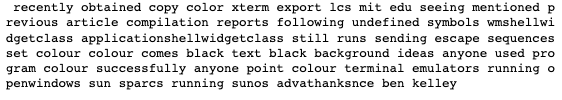 recently obtained copy color xterm export lcs mit edu seeing mentioned p
revious article compilation reports following undefined symbols wmshellwi
dgetclass applicationshellwidgetclass still runs sending escape sequences
set colour colour comes black text black background ideas anyone used pro
gram colour successfully anyone point colour terminal emulators running o
penwindows sun sparcs running sunos advathanksnce ben kelley